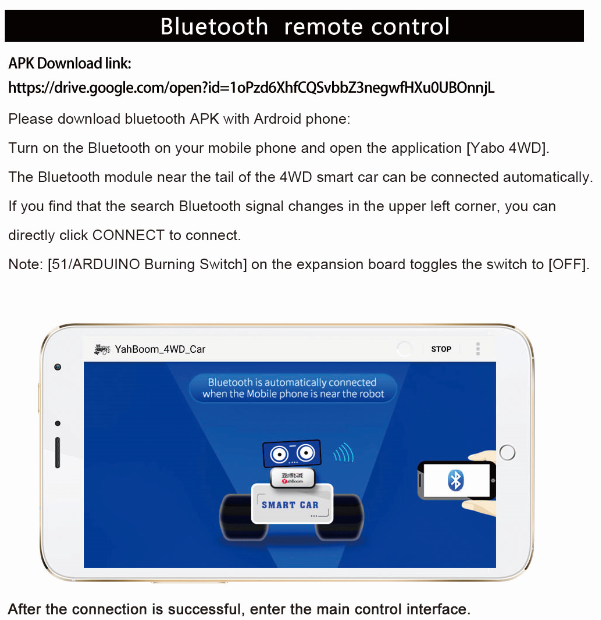 Bluetooth remote control
APK Download link:
https://drive.google.com/open?id=1oPzd6XhfCQSvbbZ3negwfHXu0UBOnnjL
Please download bluetooth APK with Ardroid phone:
Turn on the Bluetooth on your mobile phone and open the application [Yabo 4WD].
The Bluetooth module near the tail of the 4WD smart car can be connected automatically.
If you find that the search Bluetooth signal changes in the upper left corner, you can
directly click CONNECT to connect.
Note: [51/ARDUINO Burning Switch] on the expansion board toggles the switch to [OFF].
YahBoom_4WD_Car
STOP
Bluetooth is automatically connected
when the Mobile phone is near the robot
YahBoom
SMART CAR
After the connection is successful, enter the main control interface.